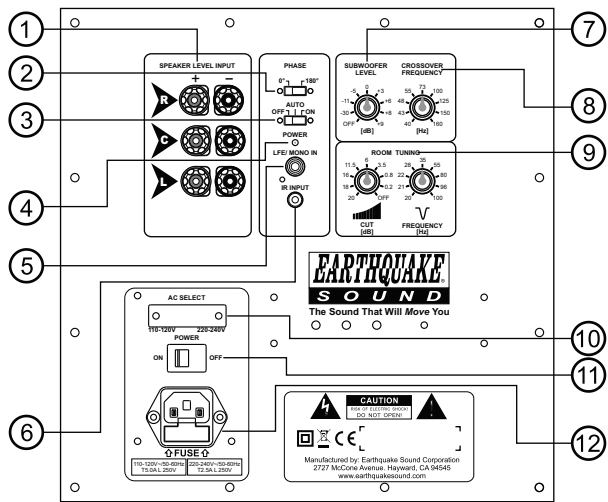 1
2
3
4
5
6
7
8
9
10
11
12
SPEAKER LEVEL INPUT
+ −
R
C
L
PHASE
0° 180°
AUTO
OFF ON
POWER
LFE/ MONO IN
IR INPUT
SUBWOOFER LEVEL
0
-5 +3
-11 +6
-30 +8
OFF +9
[dB]
CROSSOVER FREQUENCY
73
55 100
48 125
43 150
40 160
[Hz]
ROOM TUNING
6
11.5 3.5
16 0.8
18 0.2
20 OFF
CUT
[dB]
35
28 55
22 80
21 96
20 100
FREQUENCY
[Hz]
EARTHQUAKE®
SOUND
The Sound That Will Move You
AC SELECT
110-120V 220-240V
POWER
ON OFF
FUSE
110-120V~/50-60Hz 220-240V~/50-60Hz
T5.0A L 250V T2.5A L 250V
CAUTION
RISK OF ELECTRIC SHOCK!
DO NOT OPEN!
CE
Manufactured by: Earthquake Sound Corporation
2727 McCone Avenue. Hayward, CA 94545
www.earthquakesound.com